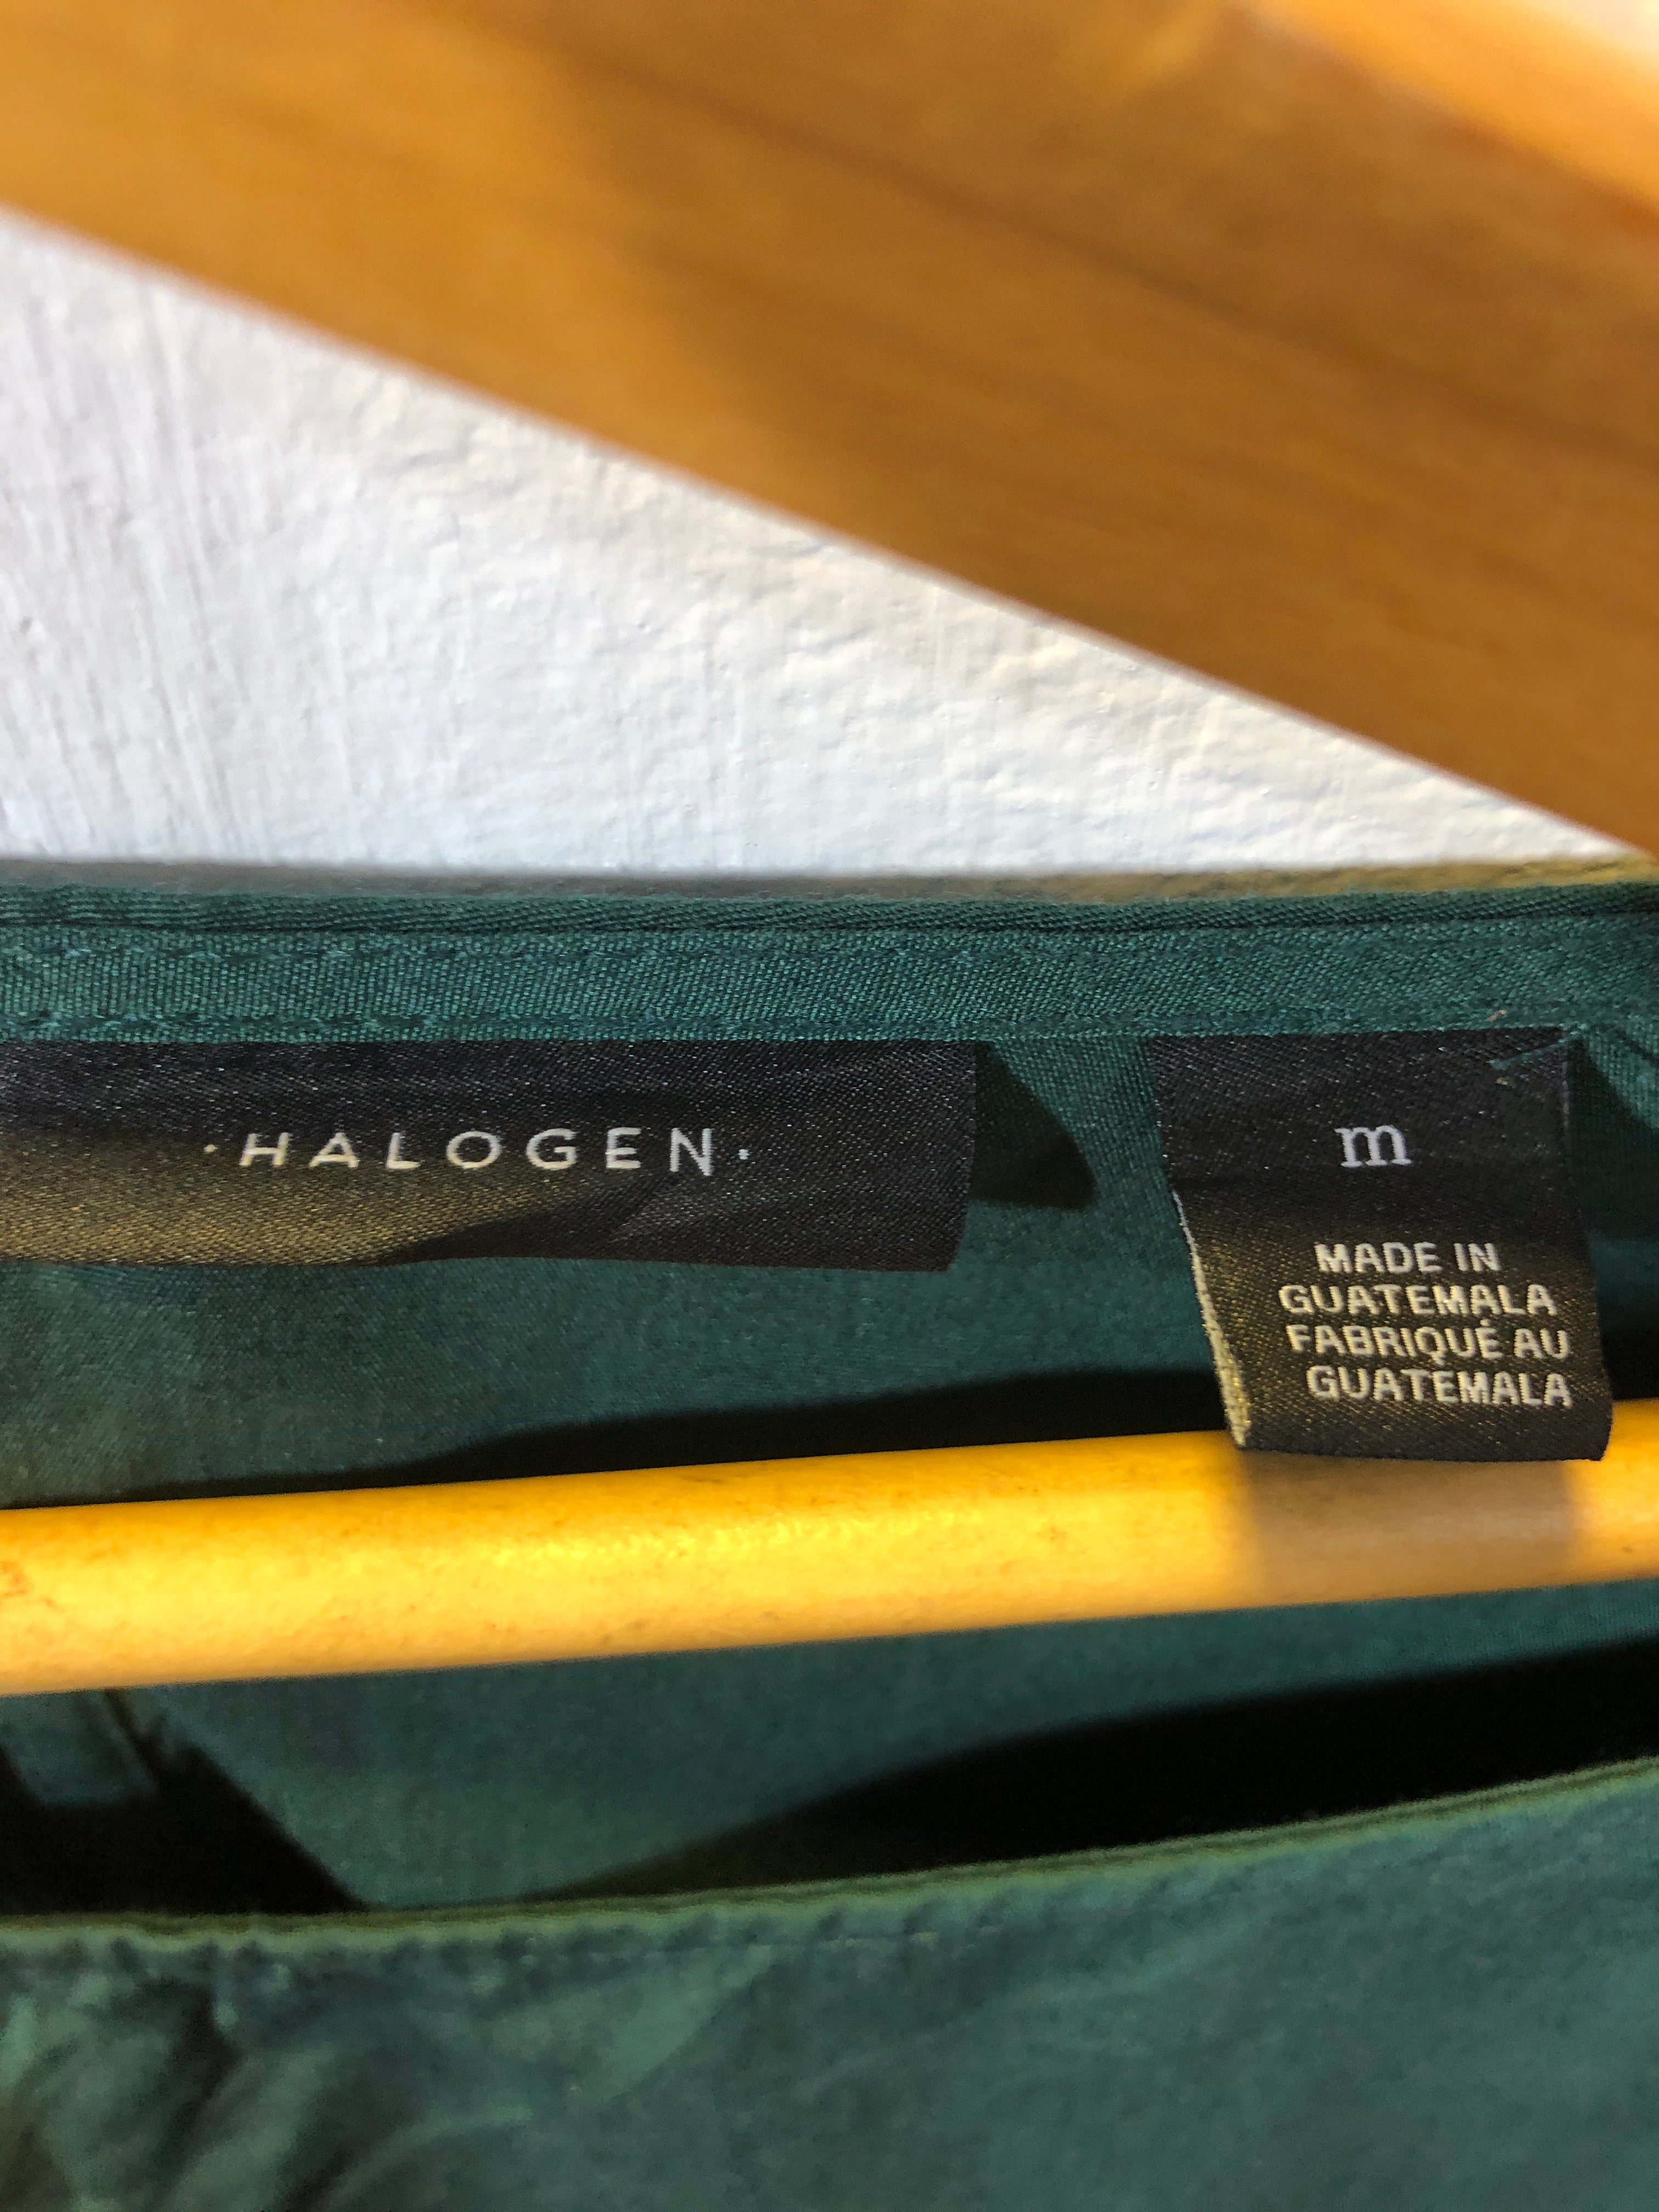 ·HALOGEN·
m
MADE IN
GUATEMALA
FABRIQUÉ AU
GUATEMALA